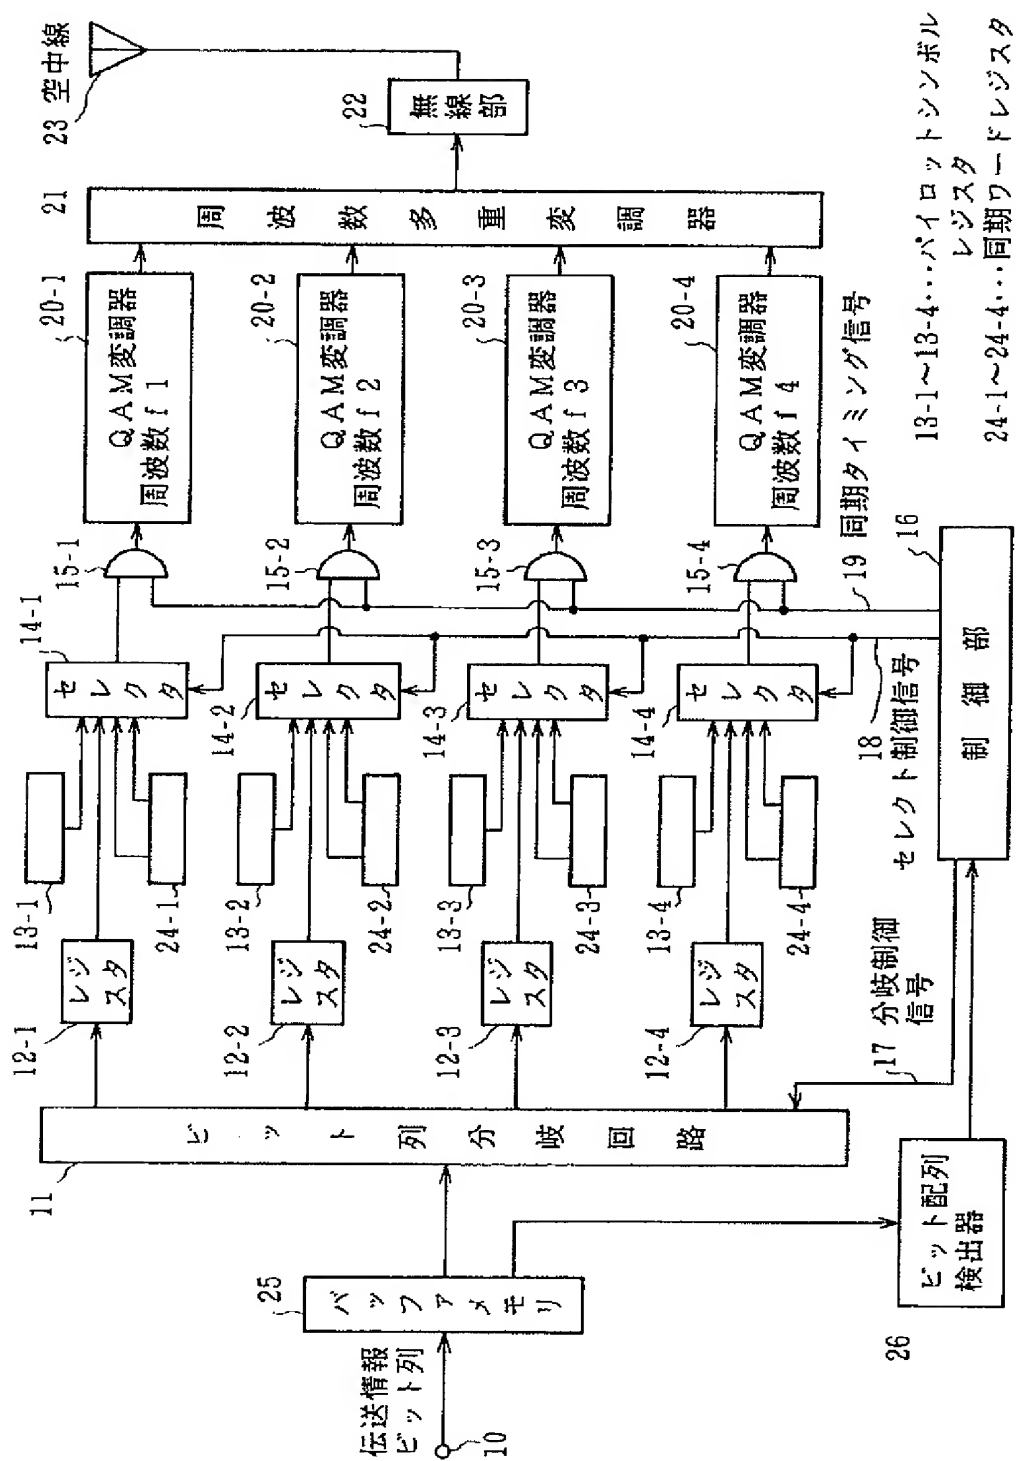 伝送情報
ビット列
10
25
バッファメモリ
11
ビット列分岐回路
26
ビット配列
検出器
17 分岐制御
信号
12-1
レジ
スタ
12-2
レジ
スタ
12-3
レジ
スタ
12-4
レジ
スタ
13-1
24-1
13-2
24-2
13-3
24-3
13-4
24-4
14-1
セレクタ
14-2
セレクタ
14-3
セレクタ
14-4
セレクタ
18
セレクト制御信号
制御部
16
19 同期タイミング信号
15-1
15-2
15-3
15-4
20-1
QAM変調器
周波数f1
20-2
QAM変調器
周波数f2
20-3
QAM変調器
周波数f3
20-4
QAM変調器
周波数f4
21
周波数多重変調器
22
無線部
23 空中線
13-1~13-4･･･パイロットシンボル
レジスタ
24-1~24-4･･･同期ワードレジスタ